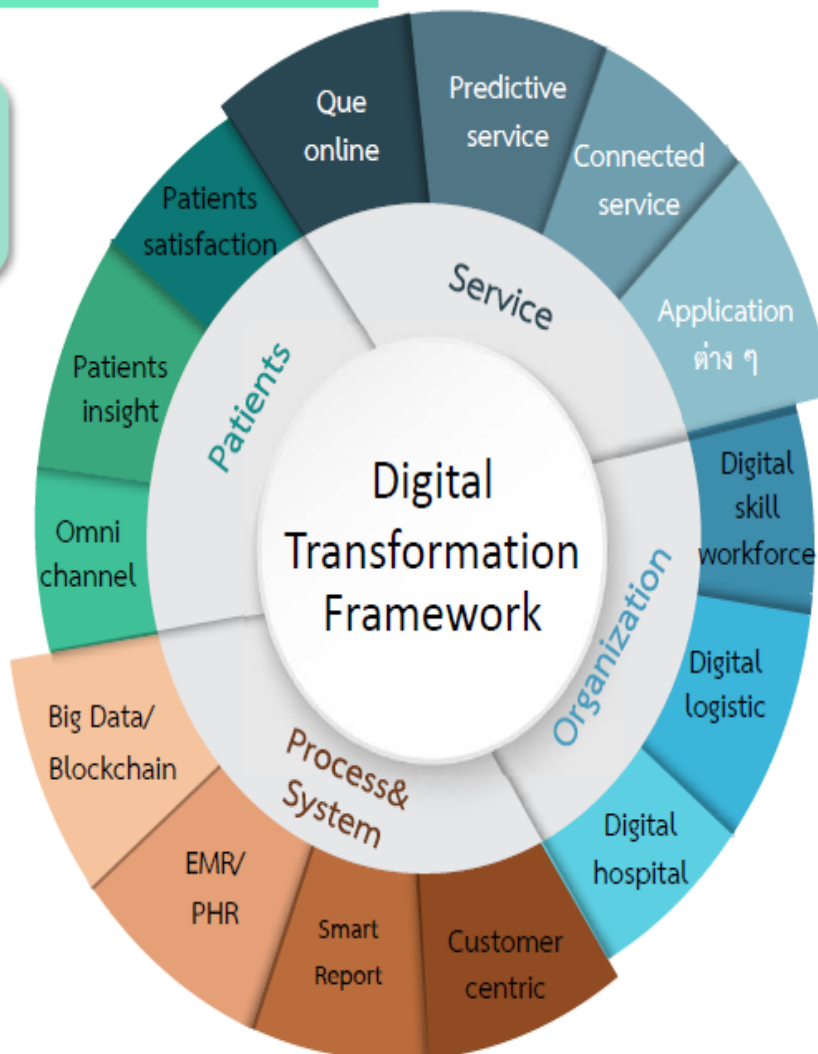 Digital
Transformation
Framework
Service
Que
online
Predictive
service
Connected
service
Application
ต่าง ๆ
Organization
Digital
skill
workforce
Digital
logistic
Digital
hospital
Process&
System
Customer
centric
Smart
Report
EMR/
PHR
Big Data/
Blockchain
Patients
Omni
channel
Patients
insight
Patients
satisfaction